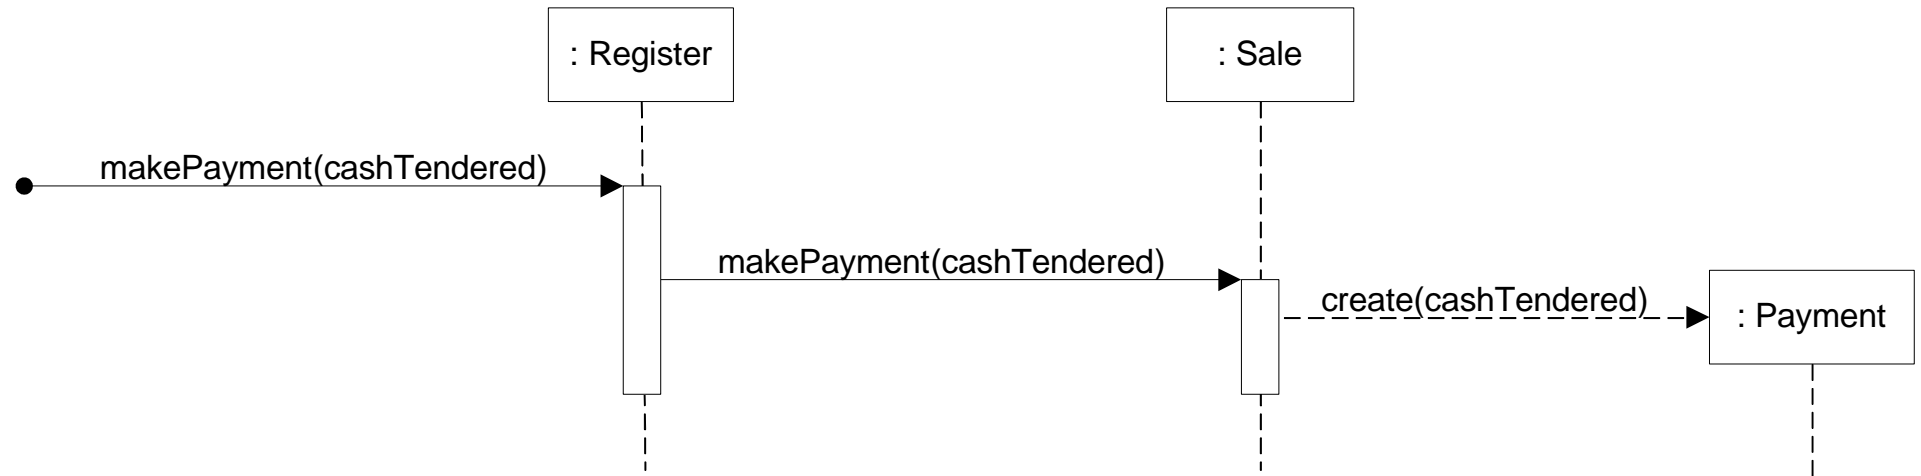 : Register
: Sale
makePayment(cashTendered)
makePayment(cashTendered)
create(cashTendered)
: Payment